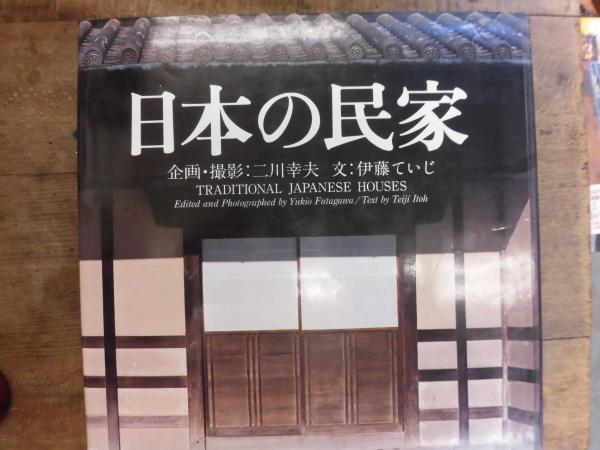 日本の民家
企画・撮影:二川幸夫 文:伊藤ていじ
TRADITIONAL JAPANESE HOUSES
Edited and Photographed by Yukio Futagawa/Text by Teiji Itoh